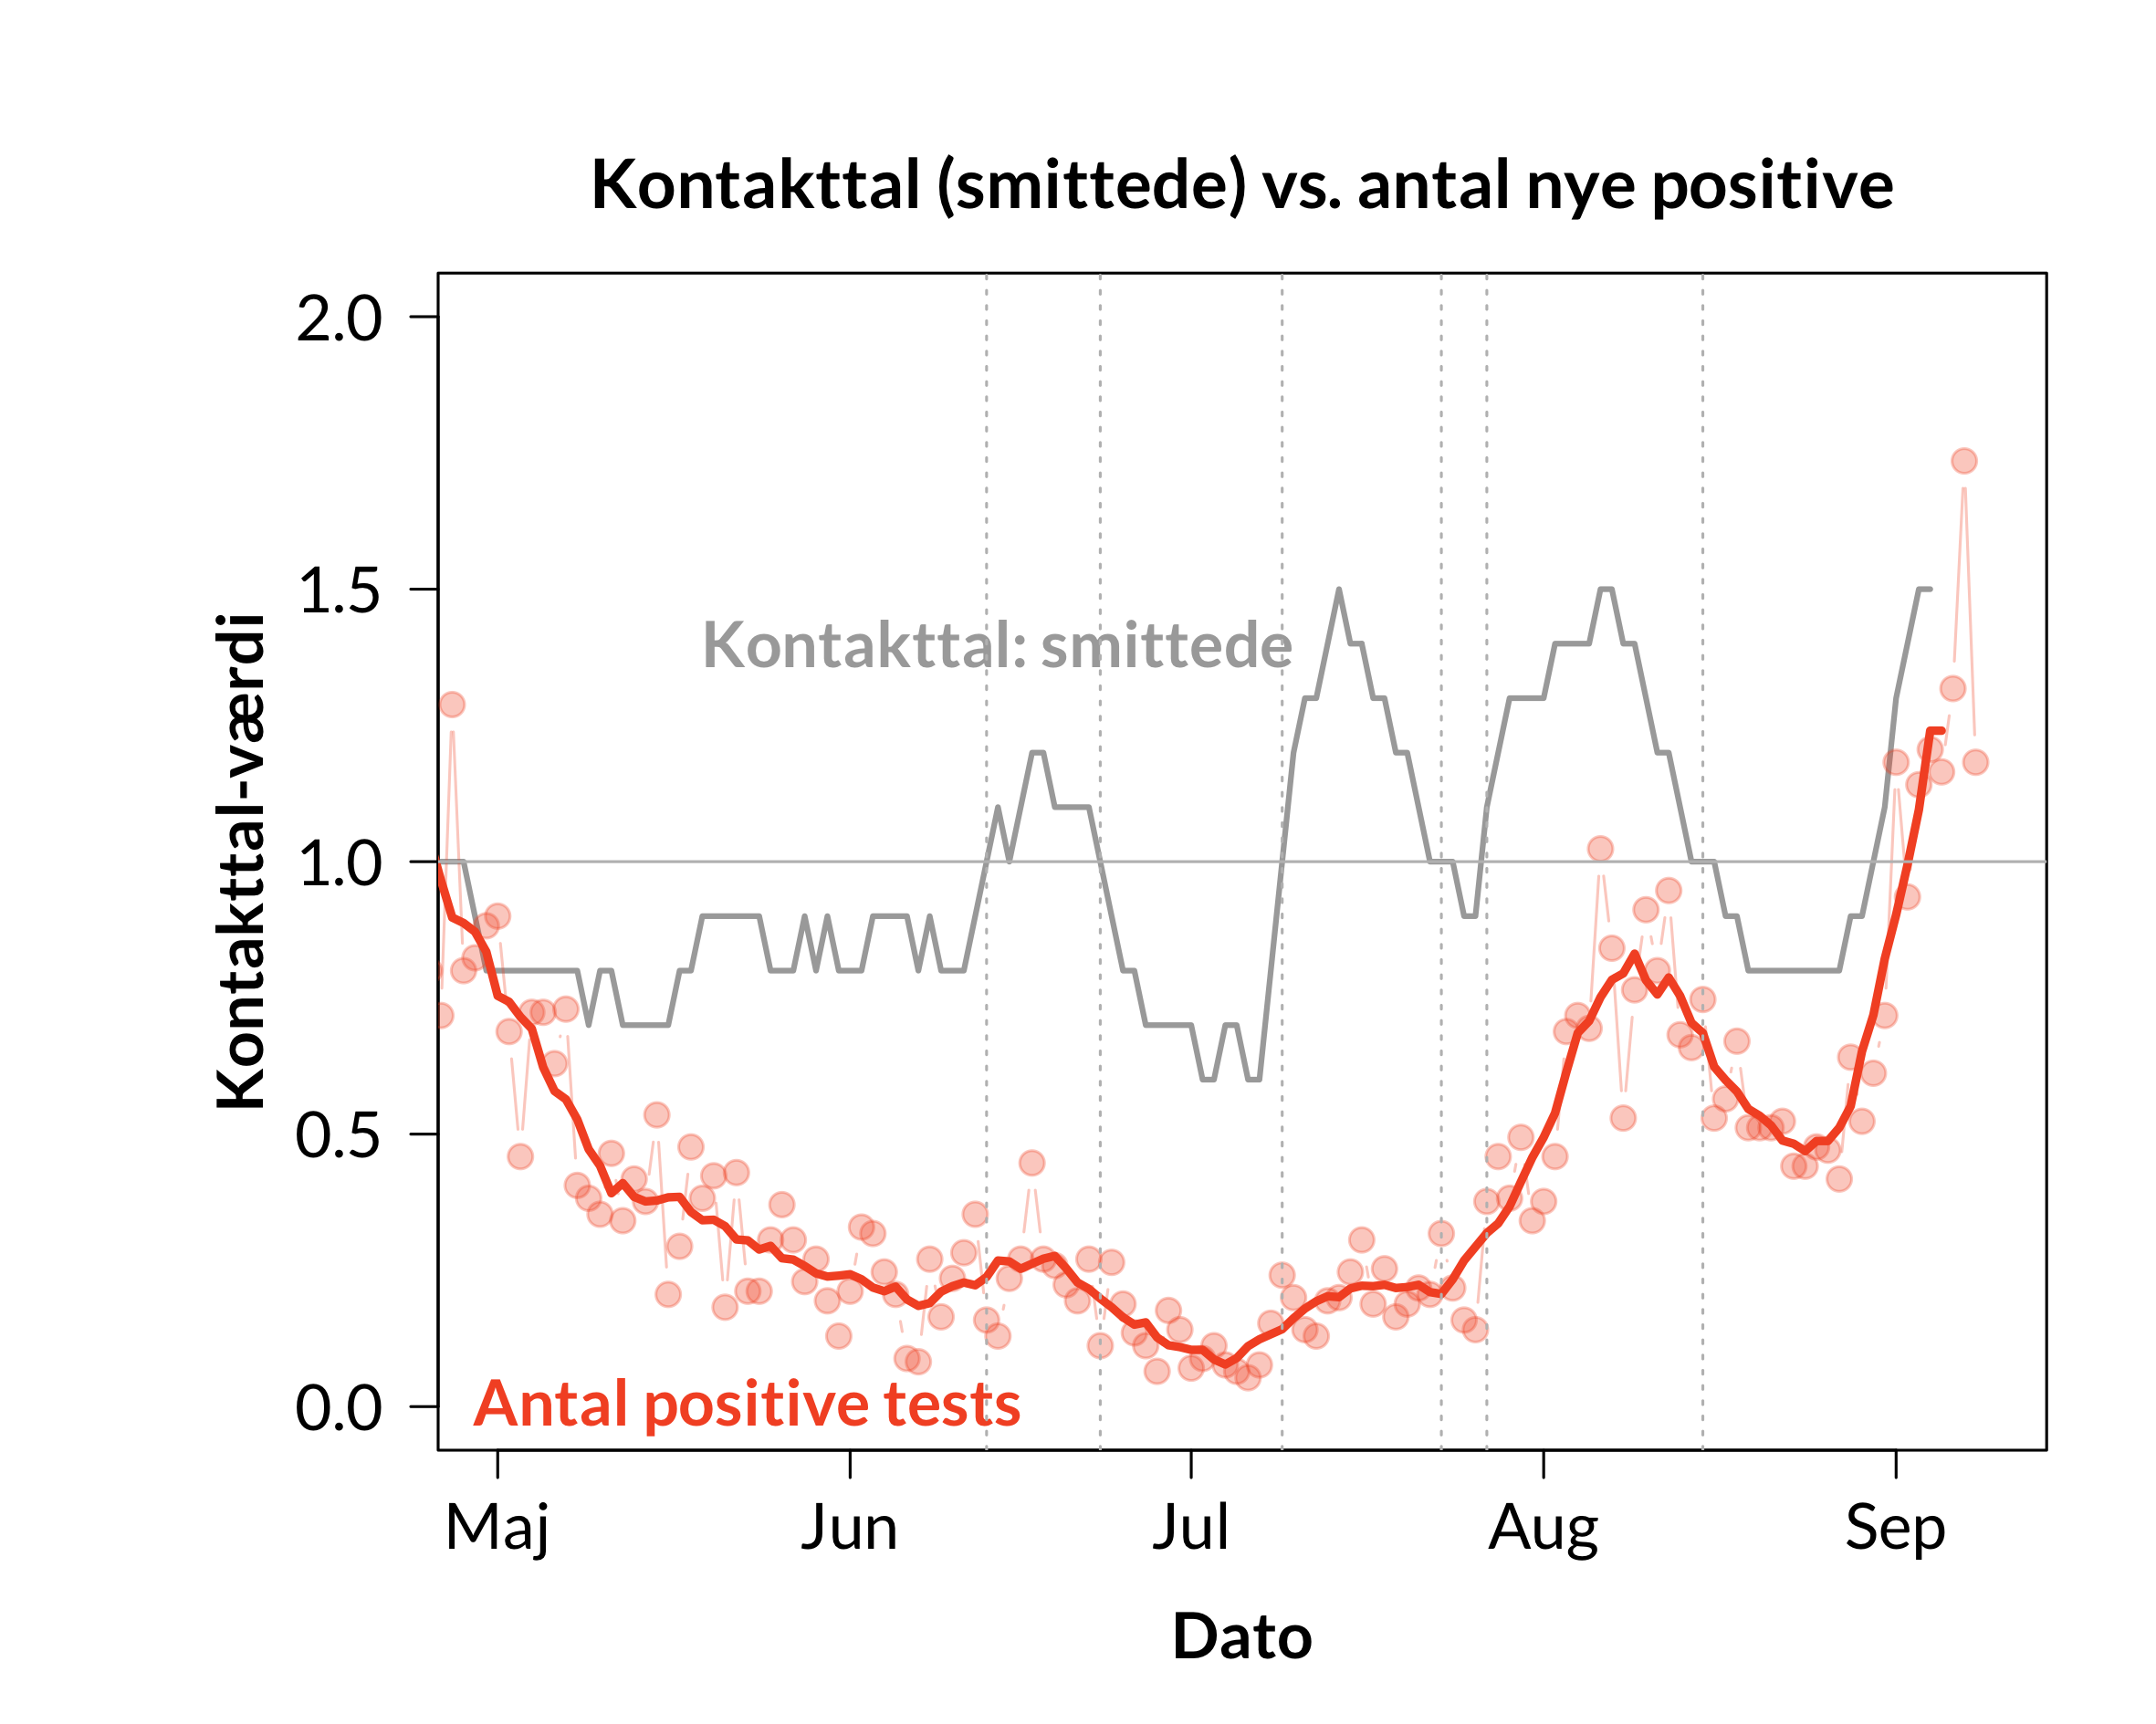 Kontakttal (smittede) vs. antal nye positive
Kontakttal-værdi
2.0
1.5
1.0
0.5
0.0
Kontakttal: smittede
Antal positive tests
Maj Jun Jul Aug Sep
Dato